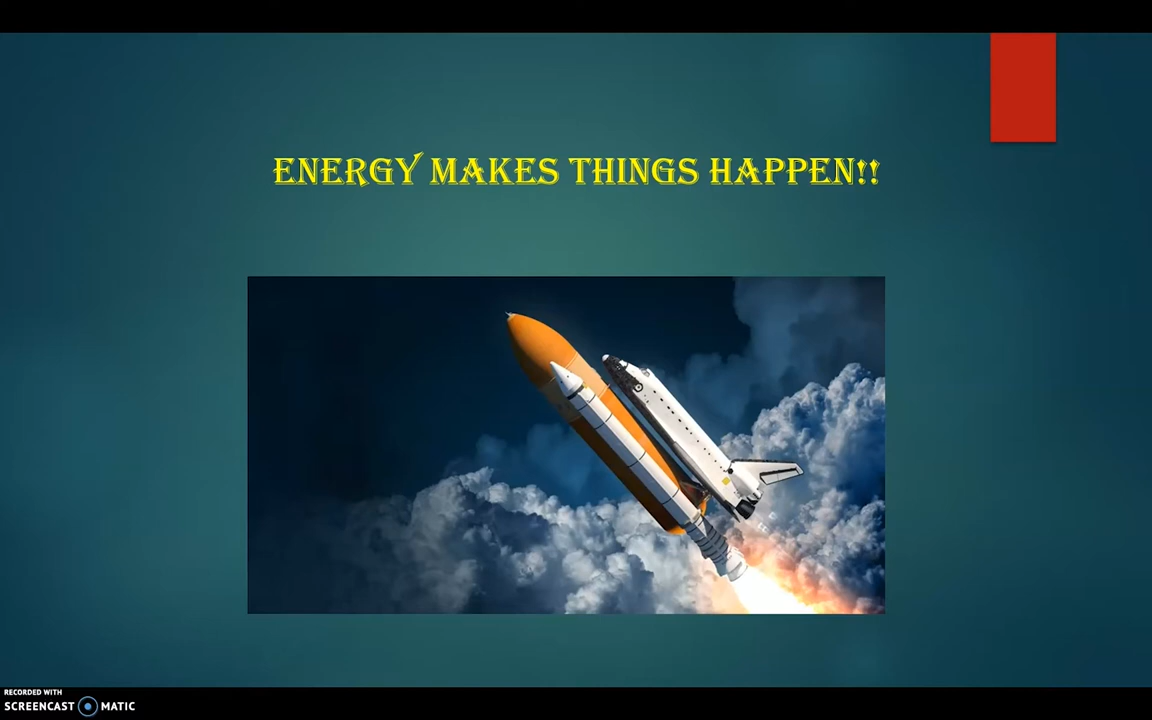 ENERGY MAKES THINGS HAPPEN!!
RECORDED WITH
SCREENCAST MATIC